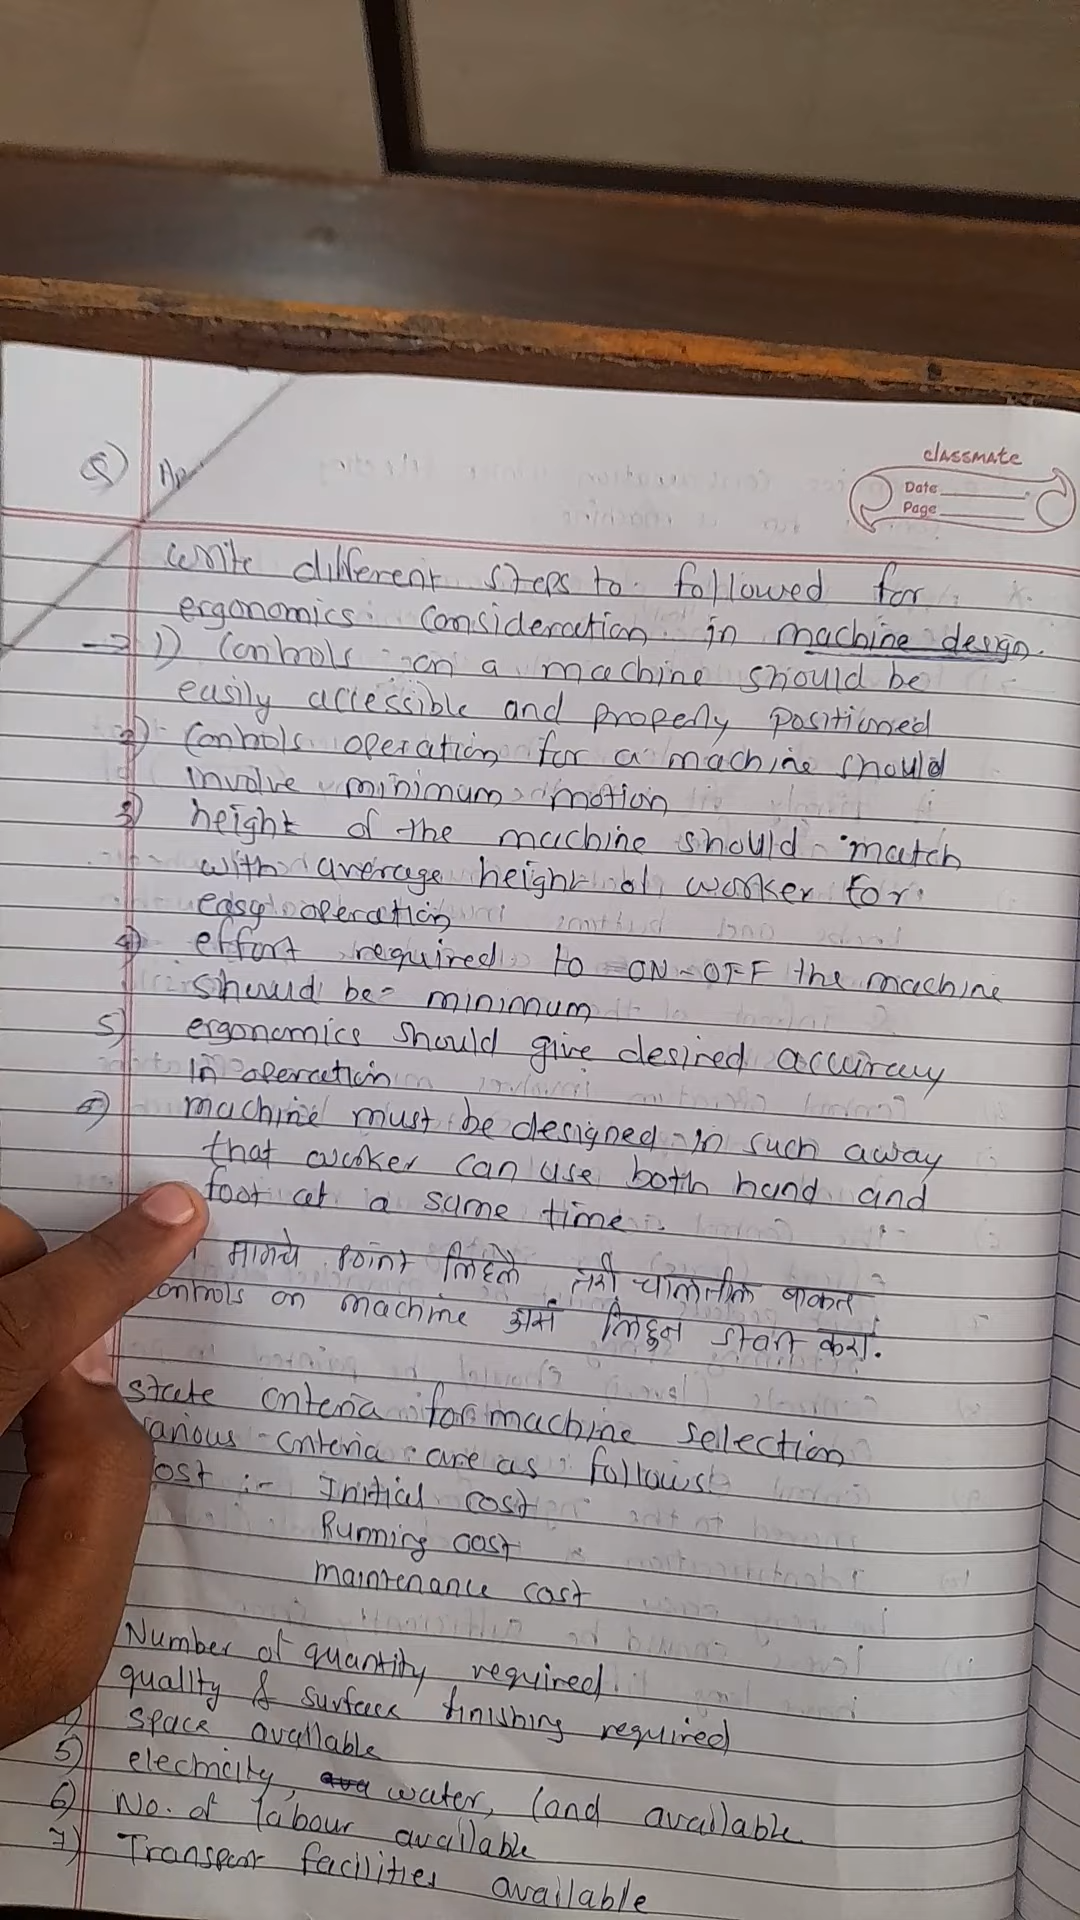 classmate
Date
Page
Q)
write different steps to followed for
ergonomics consideration in machine design.
→ 1) Controls on a machine should be
easily accessible and properly positioned
2) Controls operation for a machine should
involve minimum motion
3) height of the machine should match
with average height of worker for
easy operation
4) effort required to ON-OFF the machine
should be minimum
5) ergonomics should give desired accuracy
In operation
machine must be designed in such away
that worker can use both hand and
foot at a same time.
मागचे point लिहले तरी चालतील
controls on machine असं लिहून start करा.
state criteria for machine selection
various criteria are as follows
cost :- Initial cost
Running cost
maintenance cost
Number of quantity required
quality & surface finishing required
space available
5) electricity, water, land available
6) No. of labour available
7) Transport facilities available